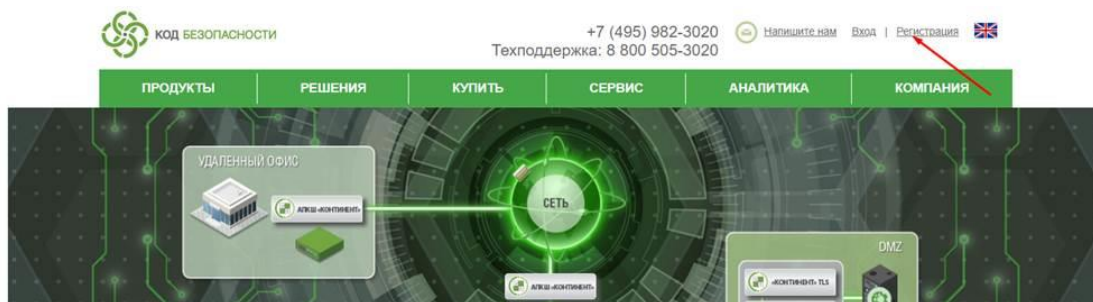 КОД БЕЗОПАСНОСТИ
+7 (495) 982-3020
Напишите нам Вход | Регистрация
Техподдержка: 8 800 505-3020
ПРОДУКТЫ РЕШЕНИЯ КУПИТЬ СЕРВИС АНАЛИТИКА КОМПАНИЯ
УДАЛЕННЫЙ ОФИС
АПКШ «КОНТИНЕНТ»
СЕТЬ
DMZ
АПКШ «КОНТИНЕНТ»
«КОНТИНЕНТ» TLS